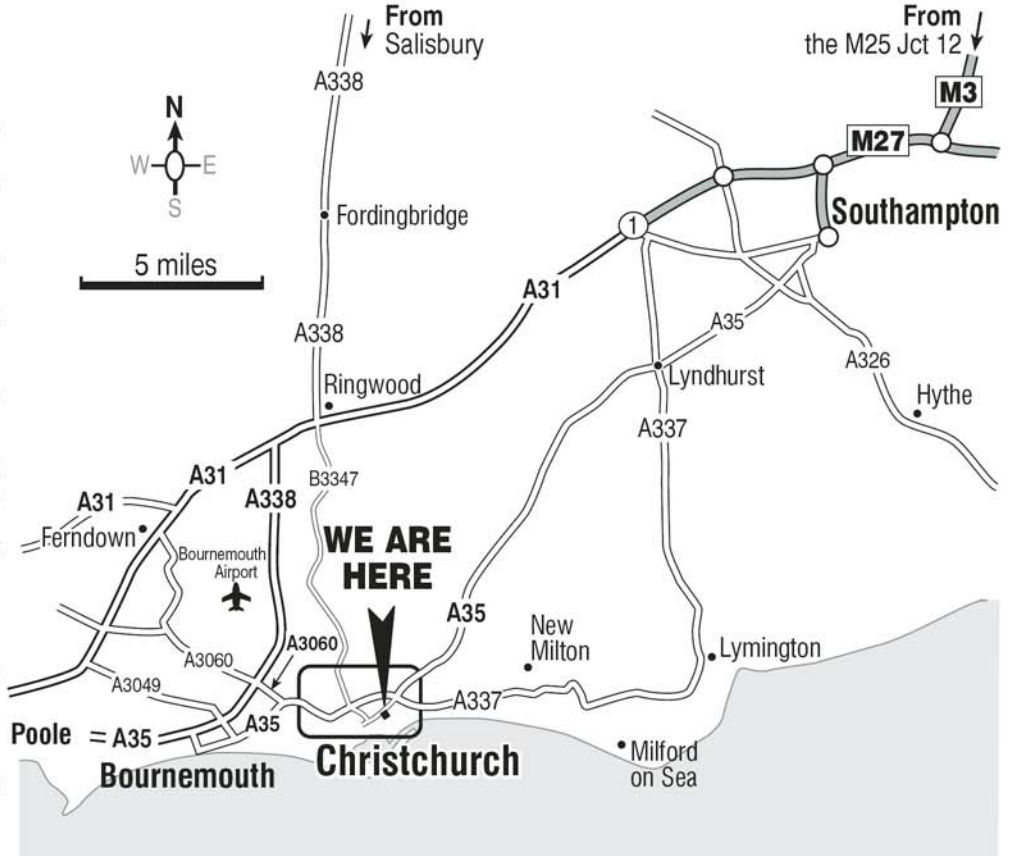 From
Salisbury
From
the M25 Jct 12
A338
M3
N
W
E
S
M27
Fordingbridge
Southampton
1
5 miles
A31
A338
A35
Ringwood
Lyndhurst
A326
Hythe
A337
A31
B3347
A31
A338
Ferndown
Bournemouth
Airport
WE ARE
HERE
A35
New
Milton
A3060
Lymington
A3060
A3049
A337
A35
Poole
A35
Christchurch
Milford
on Sea
Bournemouth